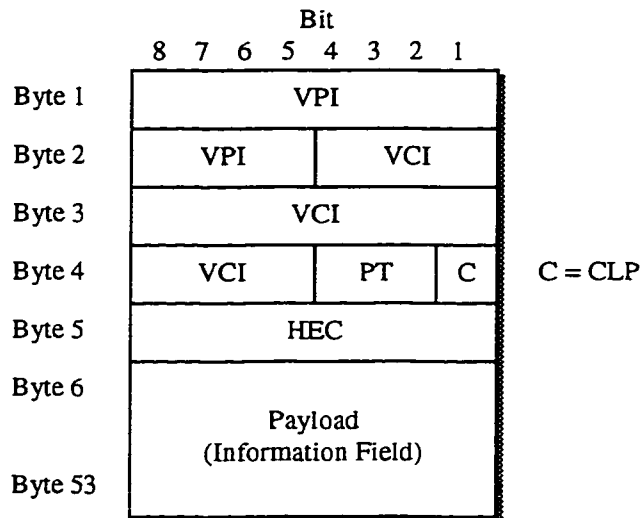 Bit
8 7 6 5 4 3 2 1
Byte 1 VPI
Byte 2 VPI VCI
Byte 3 VCI
Byte 4 VCI PT C C = CLP
Byte 5 HEC
Byte 6
Payload
(Information Field)
Byte 53